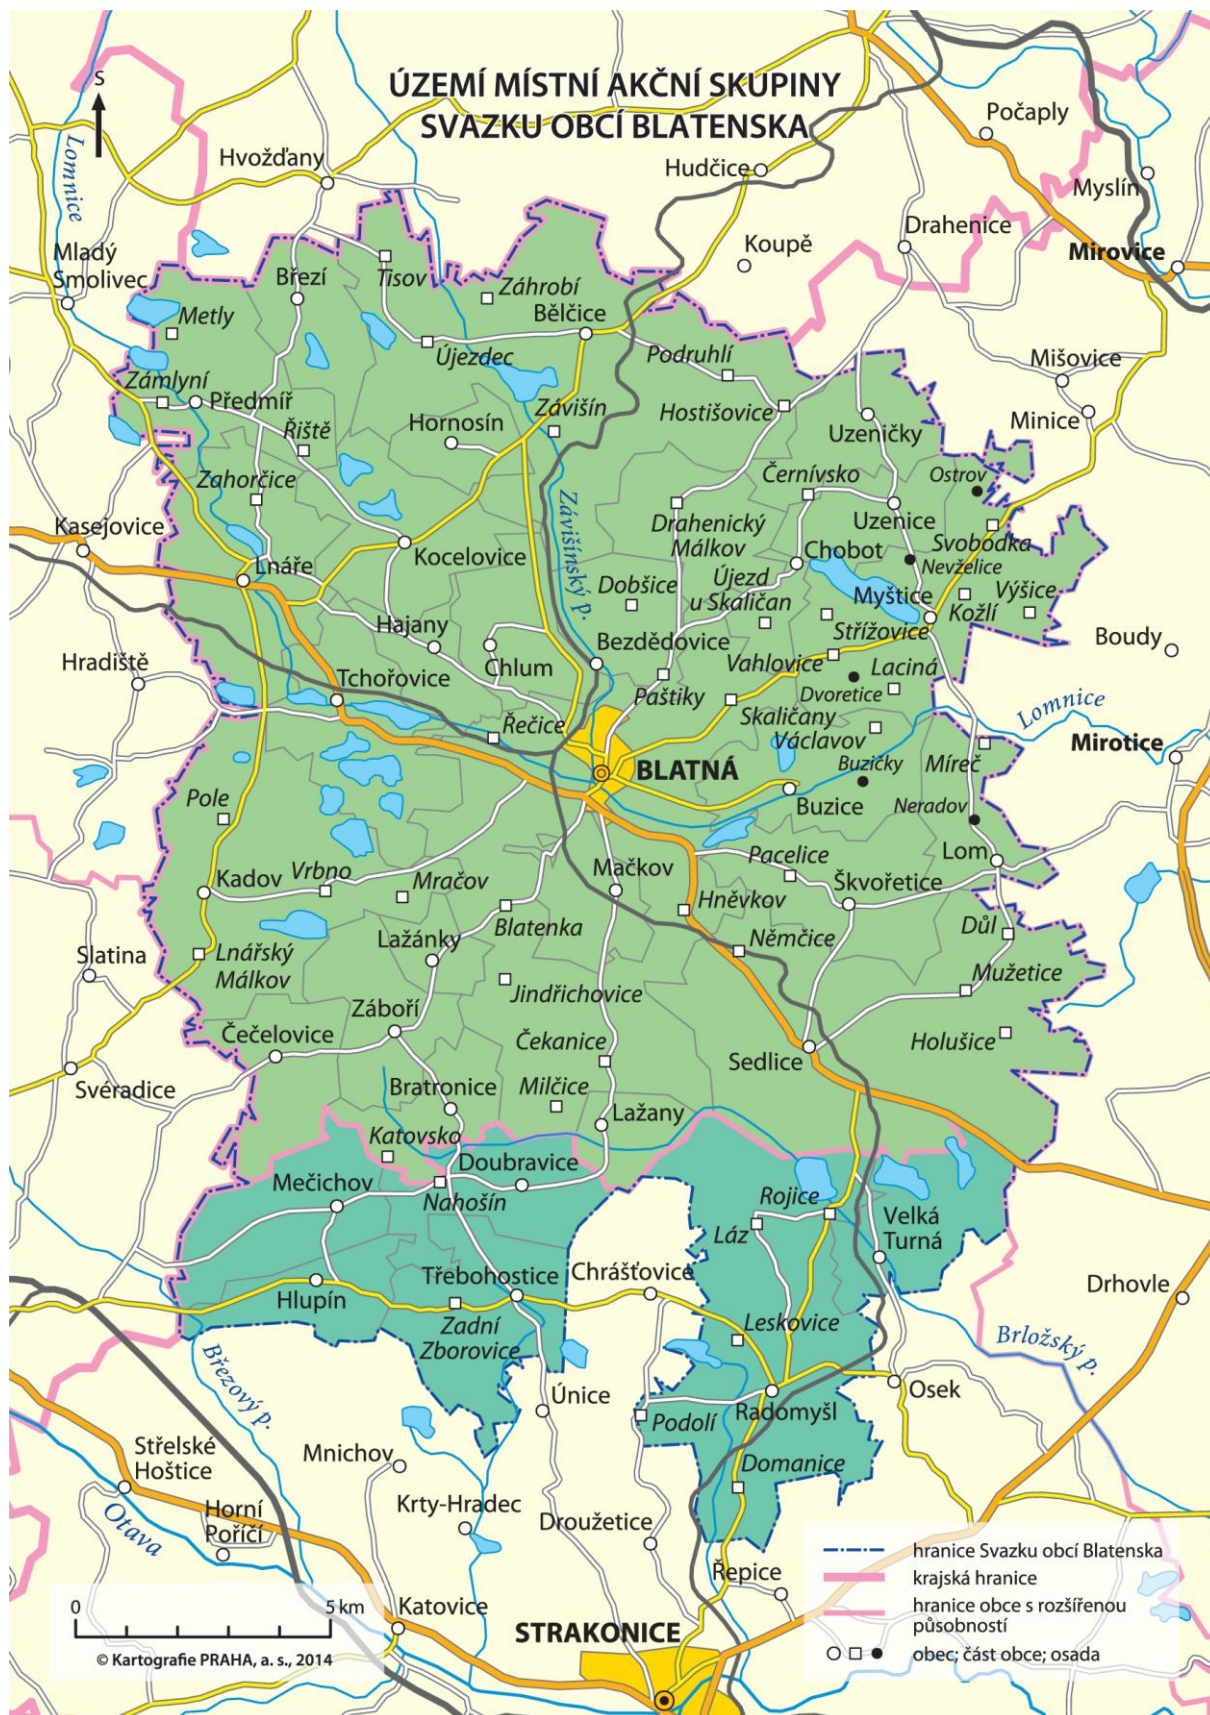 ÚZEMÍ MÍSTNÍ AKČNÍ SKUPINY
SVAZKU OBCÍ BLATENSKA
S
Lomnice
Hvožďany
Hudčice
Počaply
Myslín
Drahenice
Koupě
Mirovice
Mladý
Smolivec
Březí
Tisov
Záhrobí
Metly
Bělčice
Újezdec
Podruhlí
Mišovice
Zámlyní
Předmíř
Závišín
Hostišovice
Minice
Hornosín
Řiště
Uzeničky
Zahorčice
Černívsko
Ostrov
Kasejovice
Závišínský p.
Drahenický
Málkov
Uzenice
Svobodka
Kocelovice
Chobot
Nevželice
Lnáře
Dobšice
Újezd
u Skaličan
Myštice
Kožlí
Výšice
Hajany
Střížovice
Bezdědovice
Boudy
Chlum
Hradiště
Vahlovice
Laciná
Tchořovice
Paštiky
Dvoretice
Lomnice
Řečice
Skaličany
Václavov
Mirotice
BLATNÁ
Buzičky
Míreč
Pole
Buzice
Neradov
Mačkov
Pacelice
Lom
Kadov
Vrbno
Mračov
Škvořetice
Hněvkov
Blatenka
Důl
Lažánky
Němčice
Slatina
Lnářský
Málkov
Mužetice
Jindřichovice
Záboří
Čečelovice
Čekanice
Holušice
Sedlice
Svéradice
Bratronice
Milčice
Lažany
Katovsko
Doubravice
Mečichov
Nahošín
Rojice
Láz
Velká
Turná
Třebohostice
Chrášťovice
Hlupín
Drhovle
Zadní
Zborovice
Leskovice
Brložský p.
Březový p.
Osek
Únice
Podolí
Radomyšl
Střelské
Hoštice
Mnichov
Domanice
Krty-Hradec
Otava
Horní
Poříčí
Droužetice
Řepice
Katovice
STRAKONICE
hranice Svazku obcí Blatenska
krajská hranice
hranice obce s rozšířenou
působností
obec; část obce; osada
0 5 km
© Kartografie PRAHA, a. s., 2014